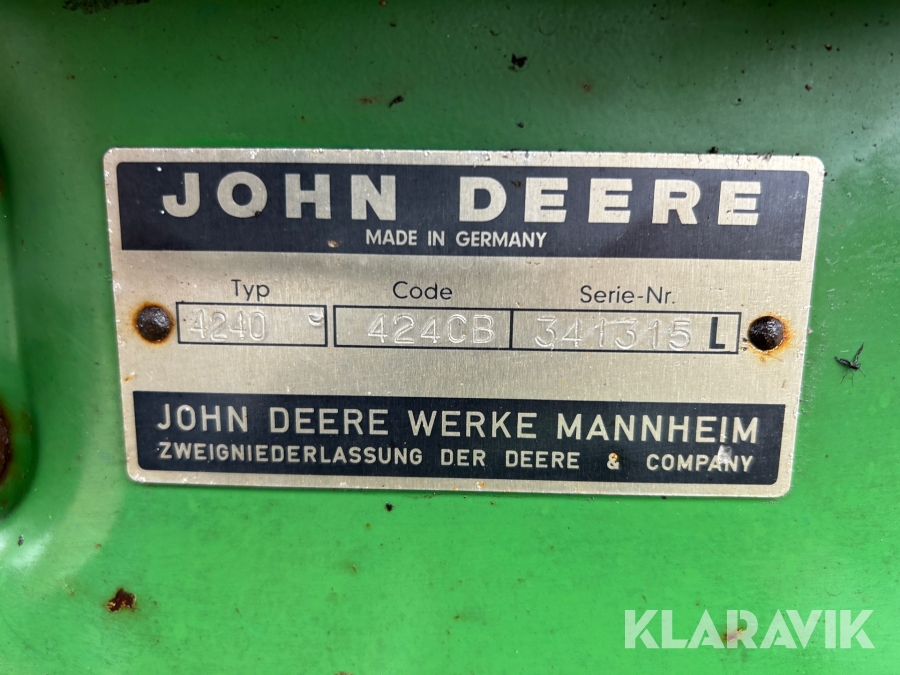 JOHN DEERE
MADE IN GERMANY
Typ Code Serie-Nr.
4240 424CB 341315 L
JOHN DEERE WERKE MANNHEIM
ZWEIGNIEDERLASSUNG DER DEERE & COMPANY
KLARAVIK